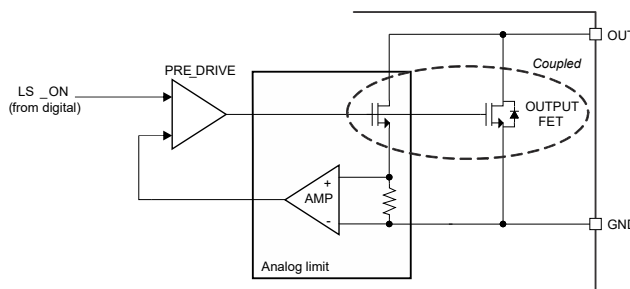 OUT
Coupled
PRE_DRIVE
LS _ON
(from digital)
OUTPUT
FET
+
AMP
-
GND
Analog limit